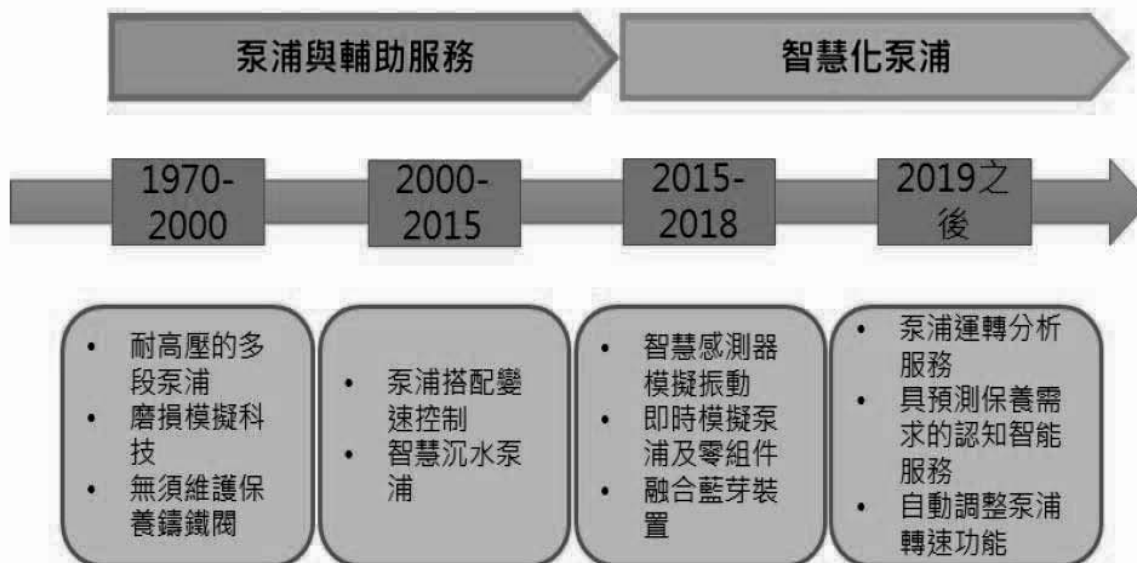 泵浦與輔助服務
智慧化泵浦
1970-
2000
2000-
2015
2015-
2018
2019之
後
• 耐高壓的多
段泵浦
• 磨損模擬科
技
• 無須維護保
養鑄鐵閥
• 泵浦搭配變
速控制
• 智慧沉水泵
浦
• 智慧感測器
模擬振動
• 即時模擬泵
浦及零組件
• 融合藍芽裝
置
• 泵浦運轉分析
服務
• 具預測保養需
求的認知智能
服務
• 自動調整泵浦
轉速功能